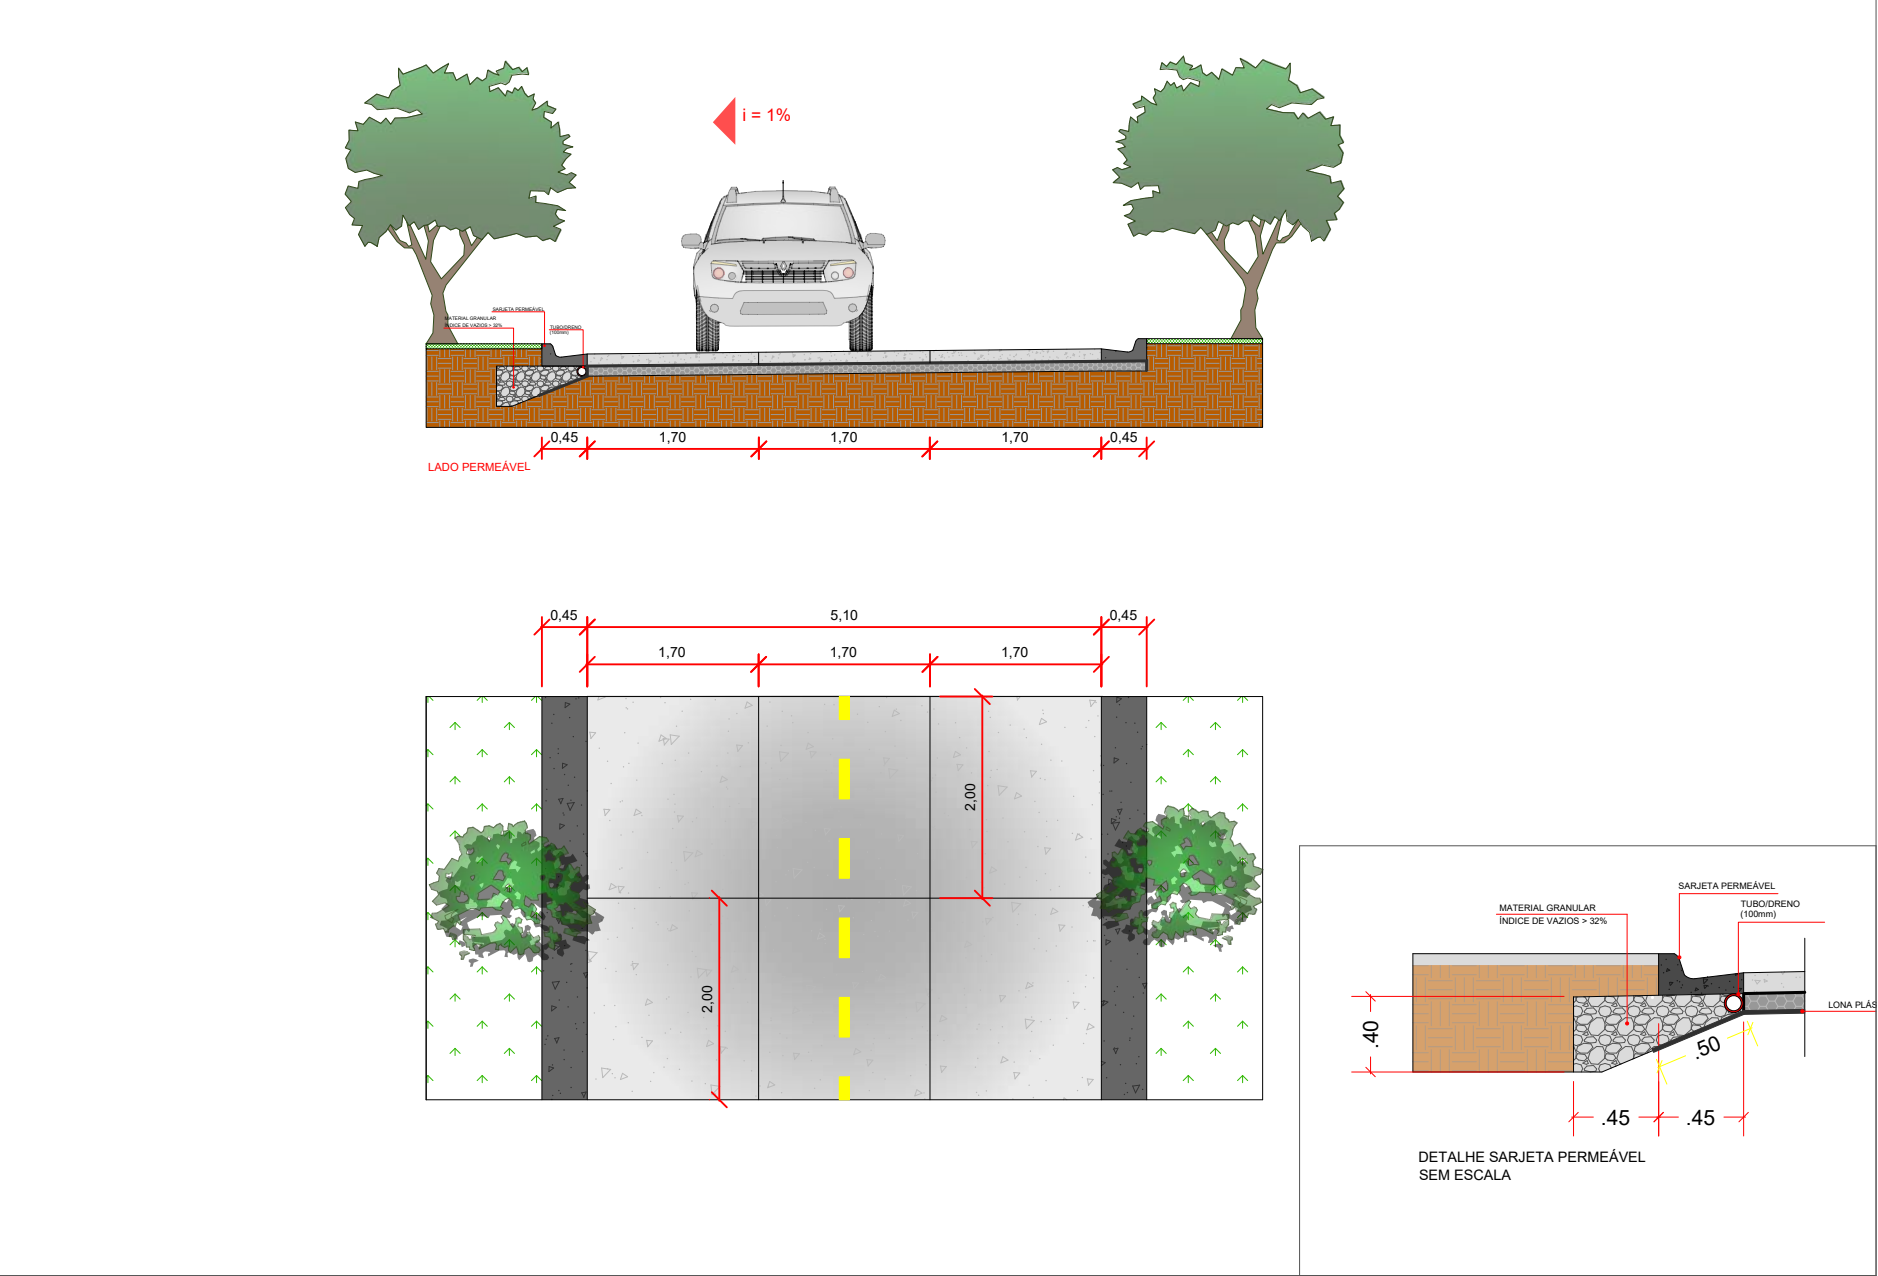 i = 1%
SARJETA PERMEÁVEL
MATERIAL GRANULAR
ÍNDICE DE VAZIOS > 32%
TUBO/DRENO
(100mm)
0,45
1,70
1,70
1,70
0,45
LADO PERMEÁVEL
0,45
5,10
0,45
1,70
1,70
1,70
2,00
2,00
SARJETA PERMEÁVEL
MATERIAL GRANULAR
ÍNDICE DE VAZIOS > 32%
TUBO/DRENO
(100mm)
LONA PLÁS
.40
.50
.45
.45
DETALHE SARJETA PERMEÁVEL
SEM ESCALA